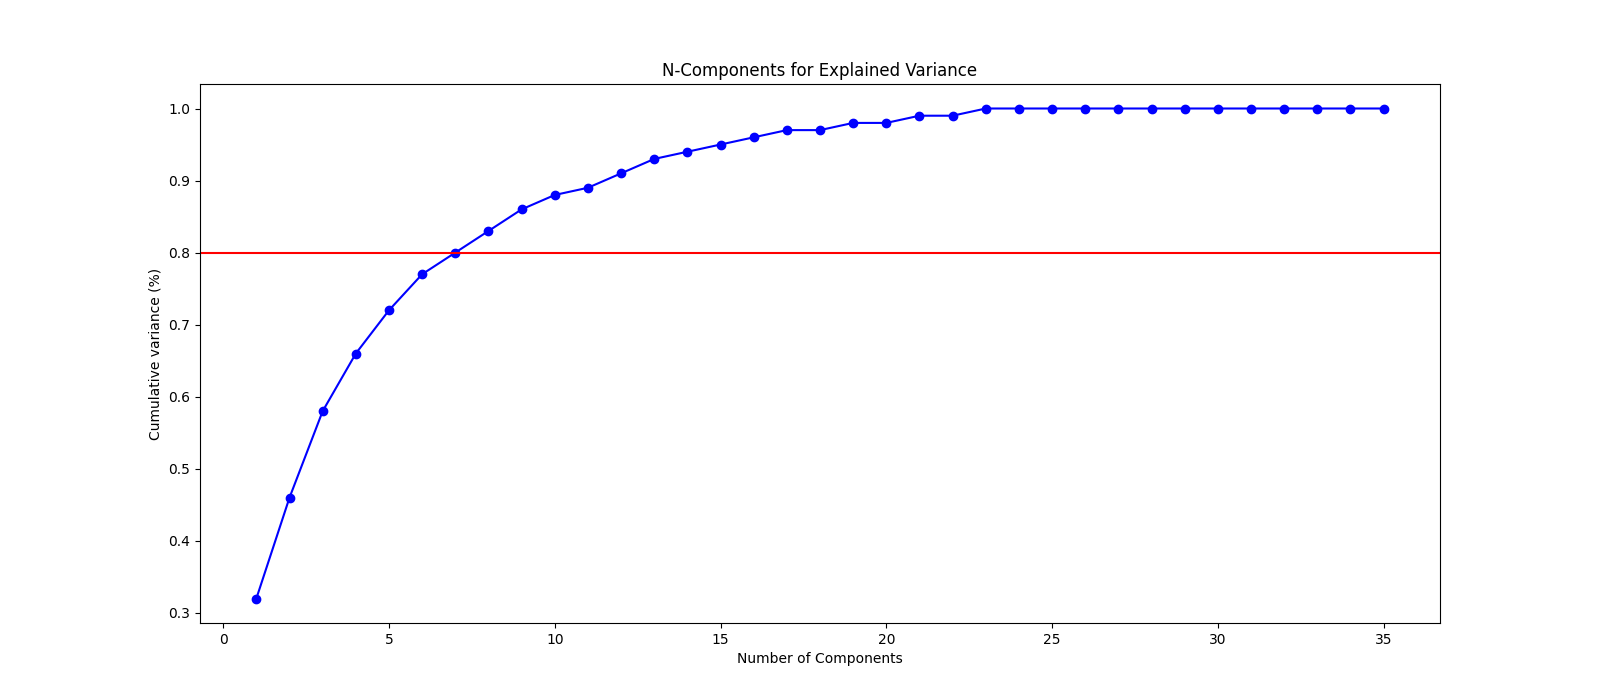 N-Components for Explained Variance
1.0
0.9
0.8
0.7
0.6
0.5
0.4
0.3
Cumulative variance (%)
0 5 10 15 20 25 30 35
Number of Components